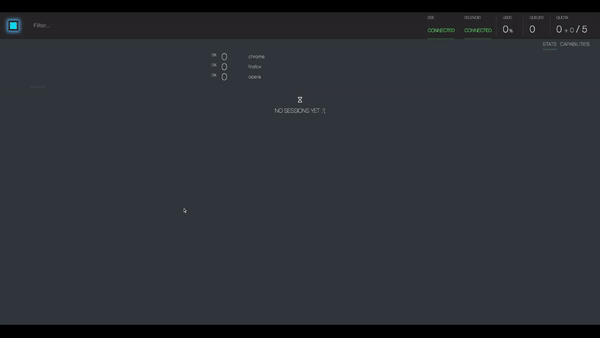 Filter...
SSE
CONNECTED
SELENOID
CONNECTED
USED
0%
QUEUED
0
QUOTA
0 + 0 / 5
STATS CAPABILITIES
0% 0 chrome
0% 0 firefox
0% 0 opera
NO SESSIONS YET :'(